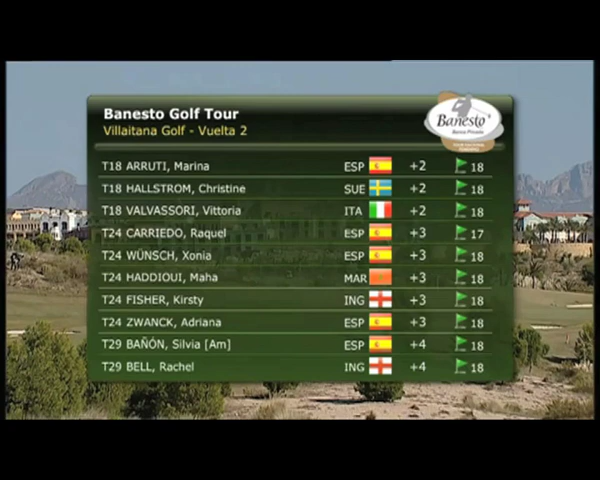 Banesto Golf Tour
Villaitana Golf - Vuelta 2
Banesto
Banca Privada
T18 ARRUTI, Marina ESP +2 18
T18 HALLSTROM, Christine SUE +2 18
T18 VALVASSORI, Vittoria ITA +2 18
T24 CARRIEDO, Raquel ESP +3 17
T24 WÜNSCH, Xonia ESP +3 18
T24 HADDIOUI, Maha MAR +3 18
T24 FISHER, Kirsty ING +3 18
T24 ZWANCK, Adriana ESP +3 18
T29 BAÑÓN, Silvia [Am] ESP +4 18
T29 BELL, Rachel ING +4 18